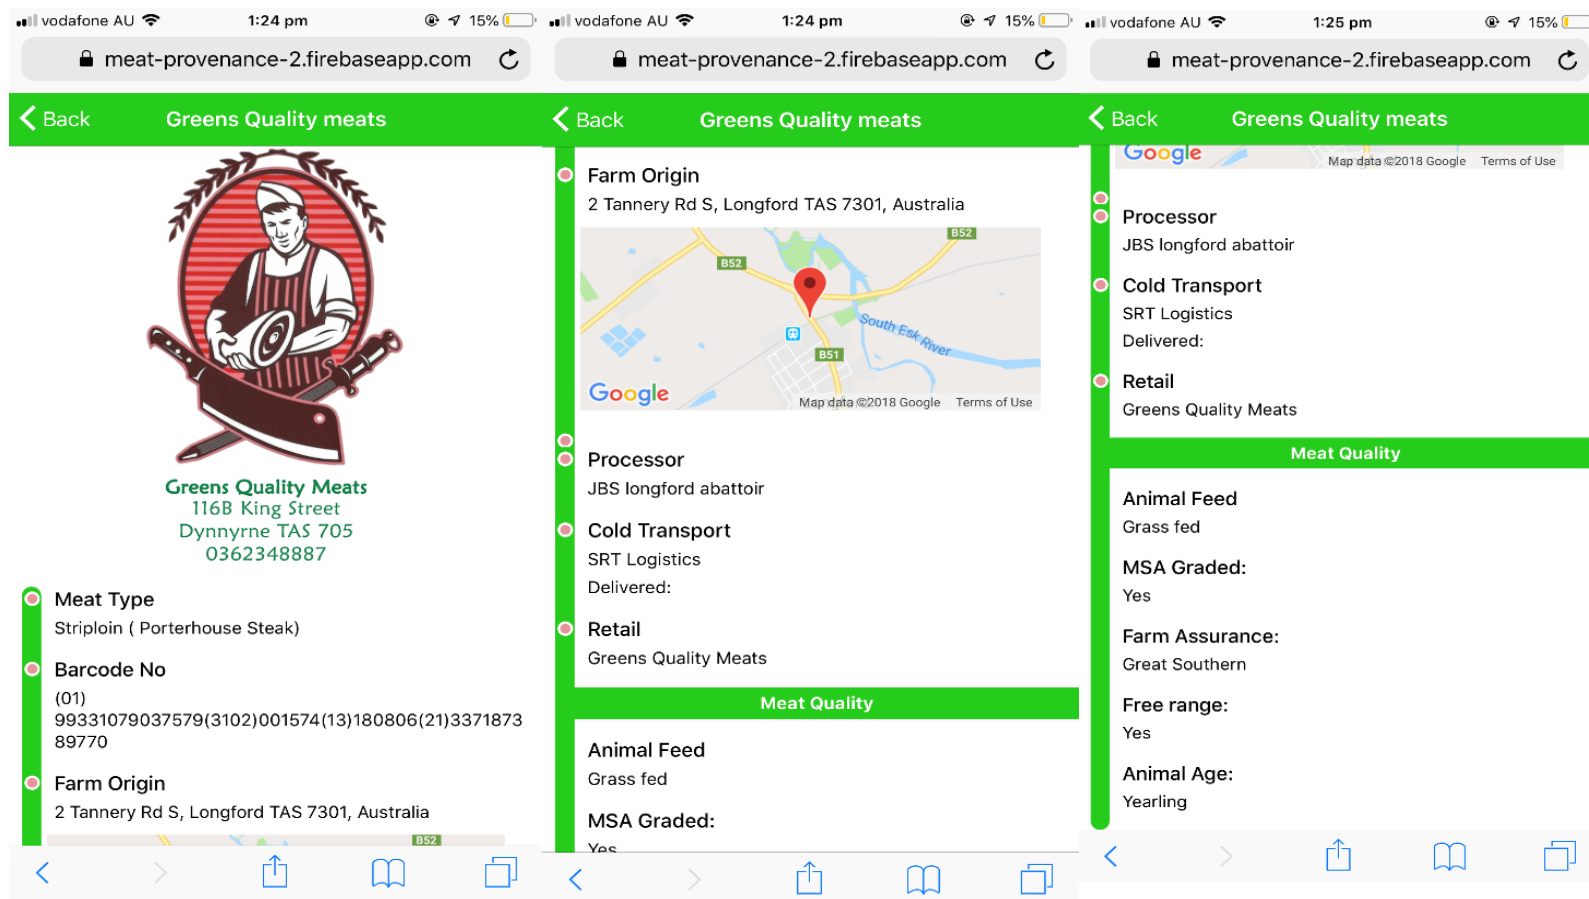 vodafone AU 1:24 pm 15%
meat-provenance-2.firebaseapp.com
Back Greens Quality meats
Greens Quality Meats
116B King Street
Dynnyrne TAS 705
0362348887
Meat Type
Striploin ( Porterhouse Steak)
Barcode No
(01)
99331079037579(3102)001574(13)180806(21)3371873
89770
Farm Origin
2 Tannery Rd S, Longford TAS 7301, Australia
B52
vodafone AU 1:24 pm 15%
meat-provenance-2.firebaseapp.com
Back Greens Quality meats
Farm Origin
2 Tannery Rd S, Longford TAS 7301, Australia
B52
B52
South Esk River
B51
Google Map data ©2018 Google Terms of Use
Processor
JBS longford abattoir
Cold Transport
SRT Logistics
Delivered:
Retail
Greens Quality Meats
Meat Quality
Animal Feed
Grass fed
MSA Graded:
Yes
vodafone AU 1:25 pm 15%
meat-provenance-2.firebaseapp.com
Back Greens Quality meats
Google Map data ©2018 Google Terms of Use
Processor
JBS longford abattoir
Cold Transport
SRT Logistics
Delivered:
Retail
Greens Quality Meats
Meat Quality
Animal Feed
Grass fed
MSA Graded:
Yes
Farm Assurance:
Great Southern
Free range:
Yes
Animal Age:
Yearling